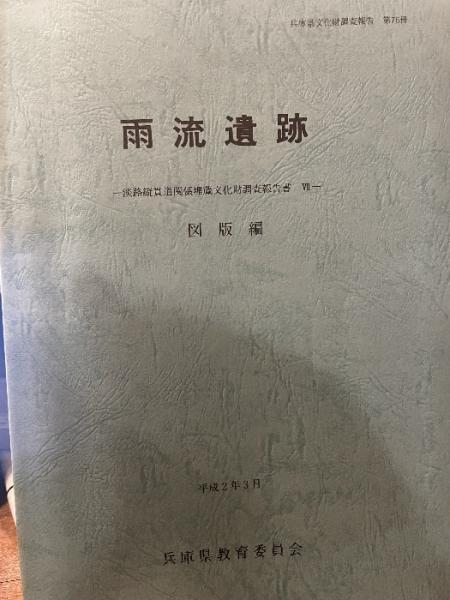 兵庫県文化財調査報告 第76冊
雨流遺跡
―淡路縦貫道関係埋蔵文化財調査報告書 Ⅶ―
図版編
平成2年3月
兵庫県教育委員会